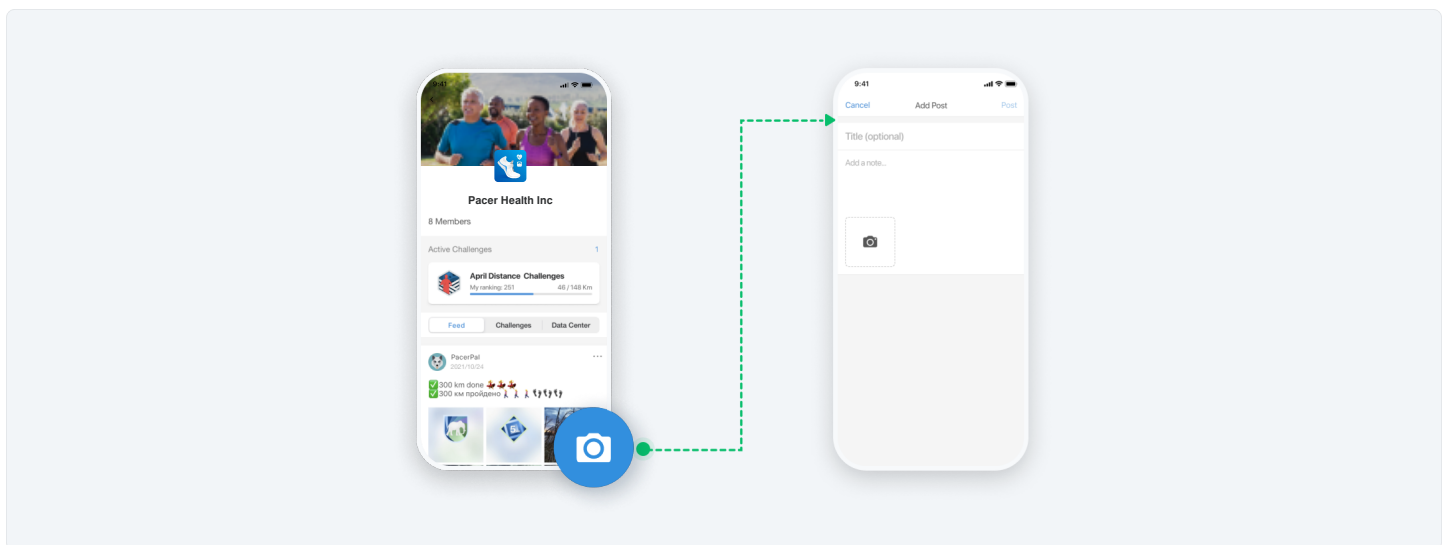 9:41
Pacer Health Inc
8 Members
Active Challenges 1
April Distance Challenges
My ranking: 251 46 / 148 Km
Feed Challenges Data Center
PacerPal
2021/10/24
✅300 km done 💃💃💃
✅300 км пройдено🚶🚶🚶👣👣👣
5
9:41
Cancel Add Post Post
Title (optional)
Add a note...